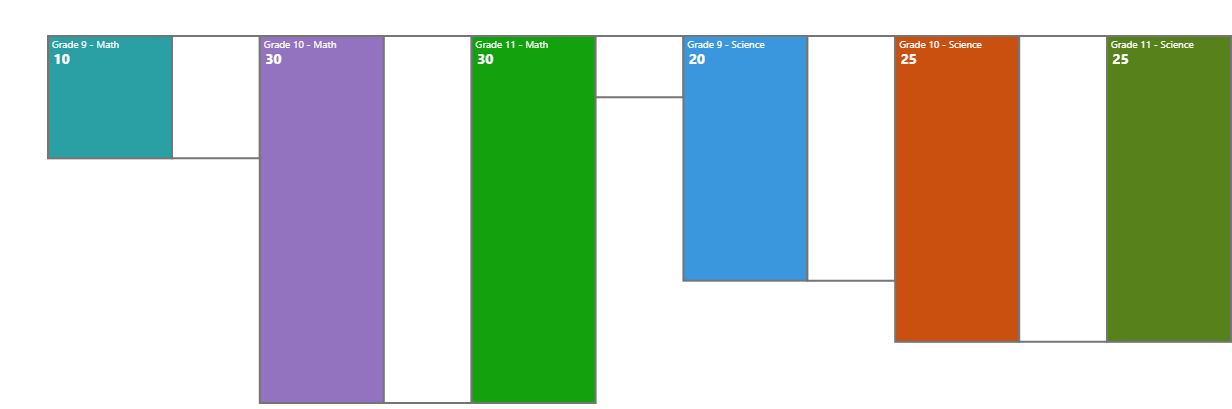 Grade 9 - Math
10
Grade 10 - Math
30
Grade 11 - Math
30
Grade 9 - Science
20
Grade 10 - Science
25
Grade 11 - Science
25